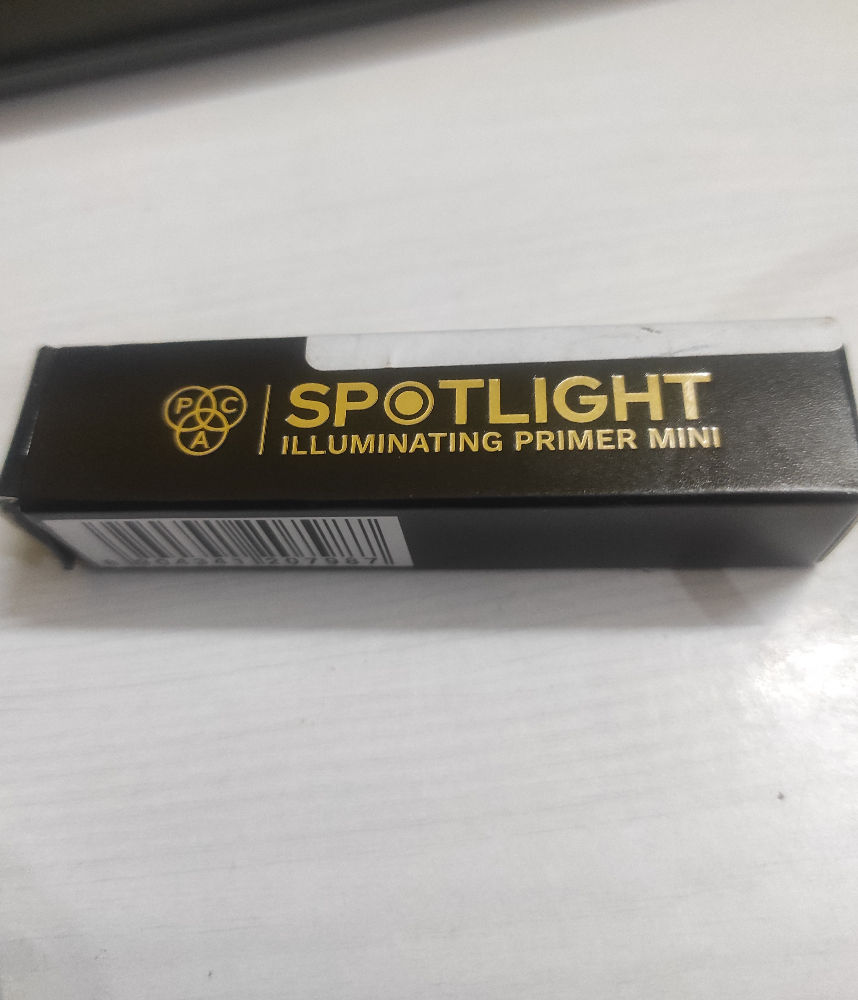 P C
A
SPOTLIGHT
ILLUMINATING PRIMER MINI